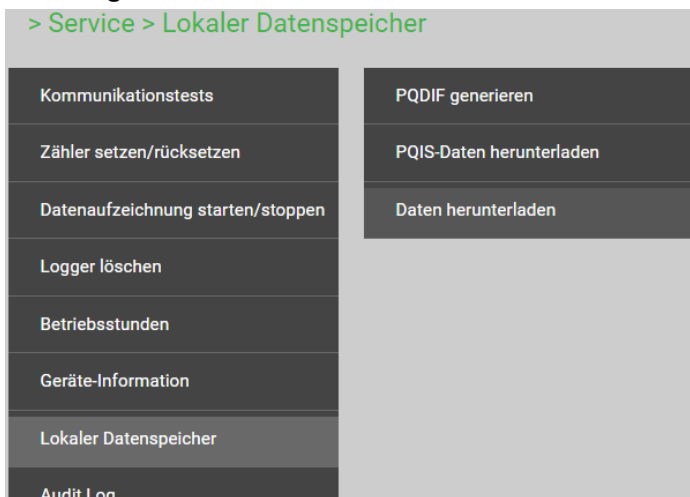 > Service > Lokaler Datenspeicher
Kommunikationstests
Zähler setzen/rücksetzen
Datenaufzeichnung starten/stoppen
Logger löschen
Betriebsstunden
Geräte-Information
Lokaler Datenspeicher
Audit Log
PQDIF generieren
PQIS-Daten herunterladen
Daten herunterladen